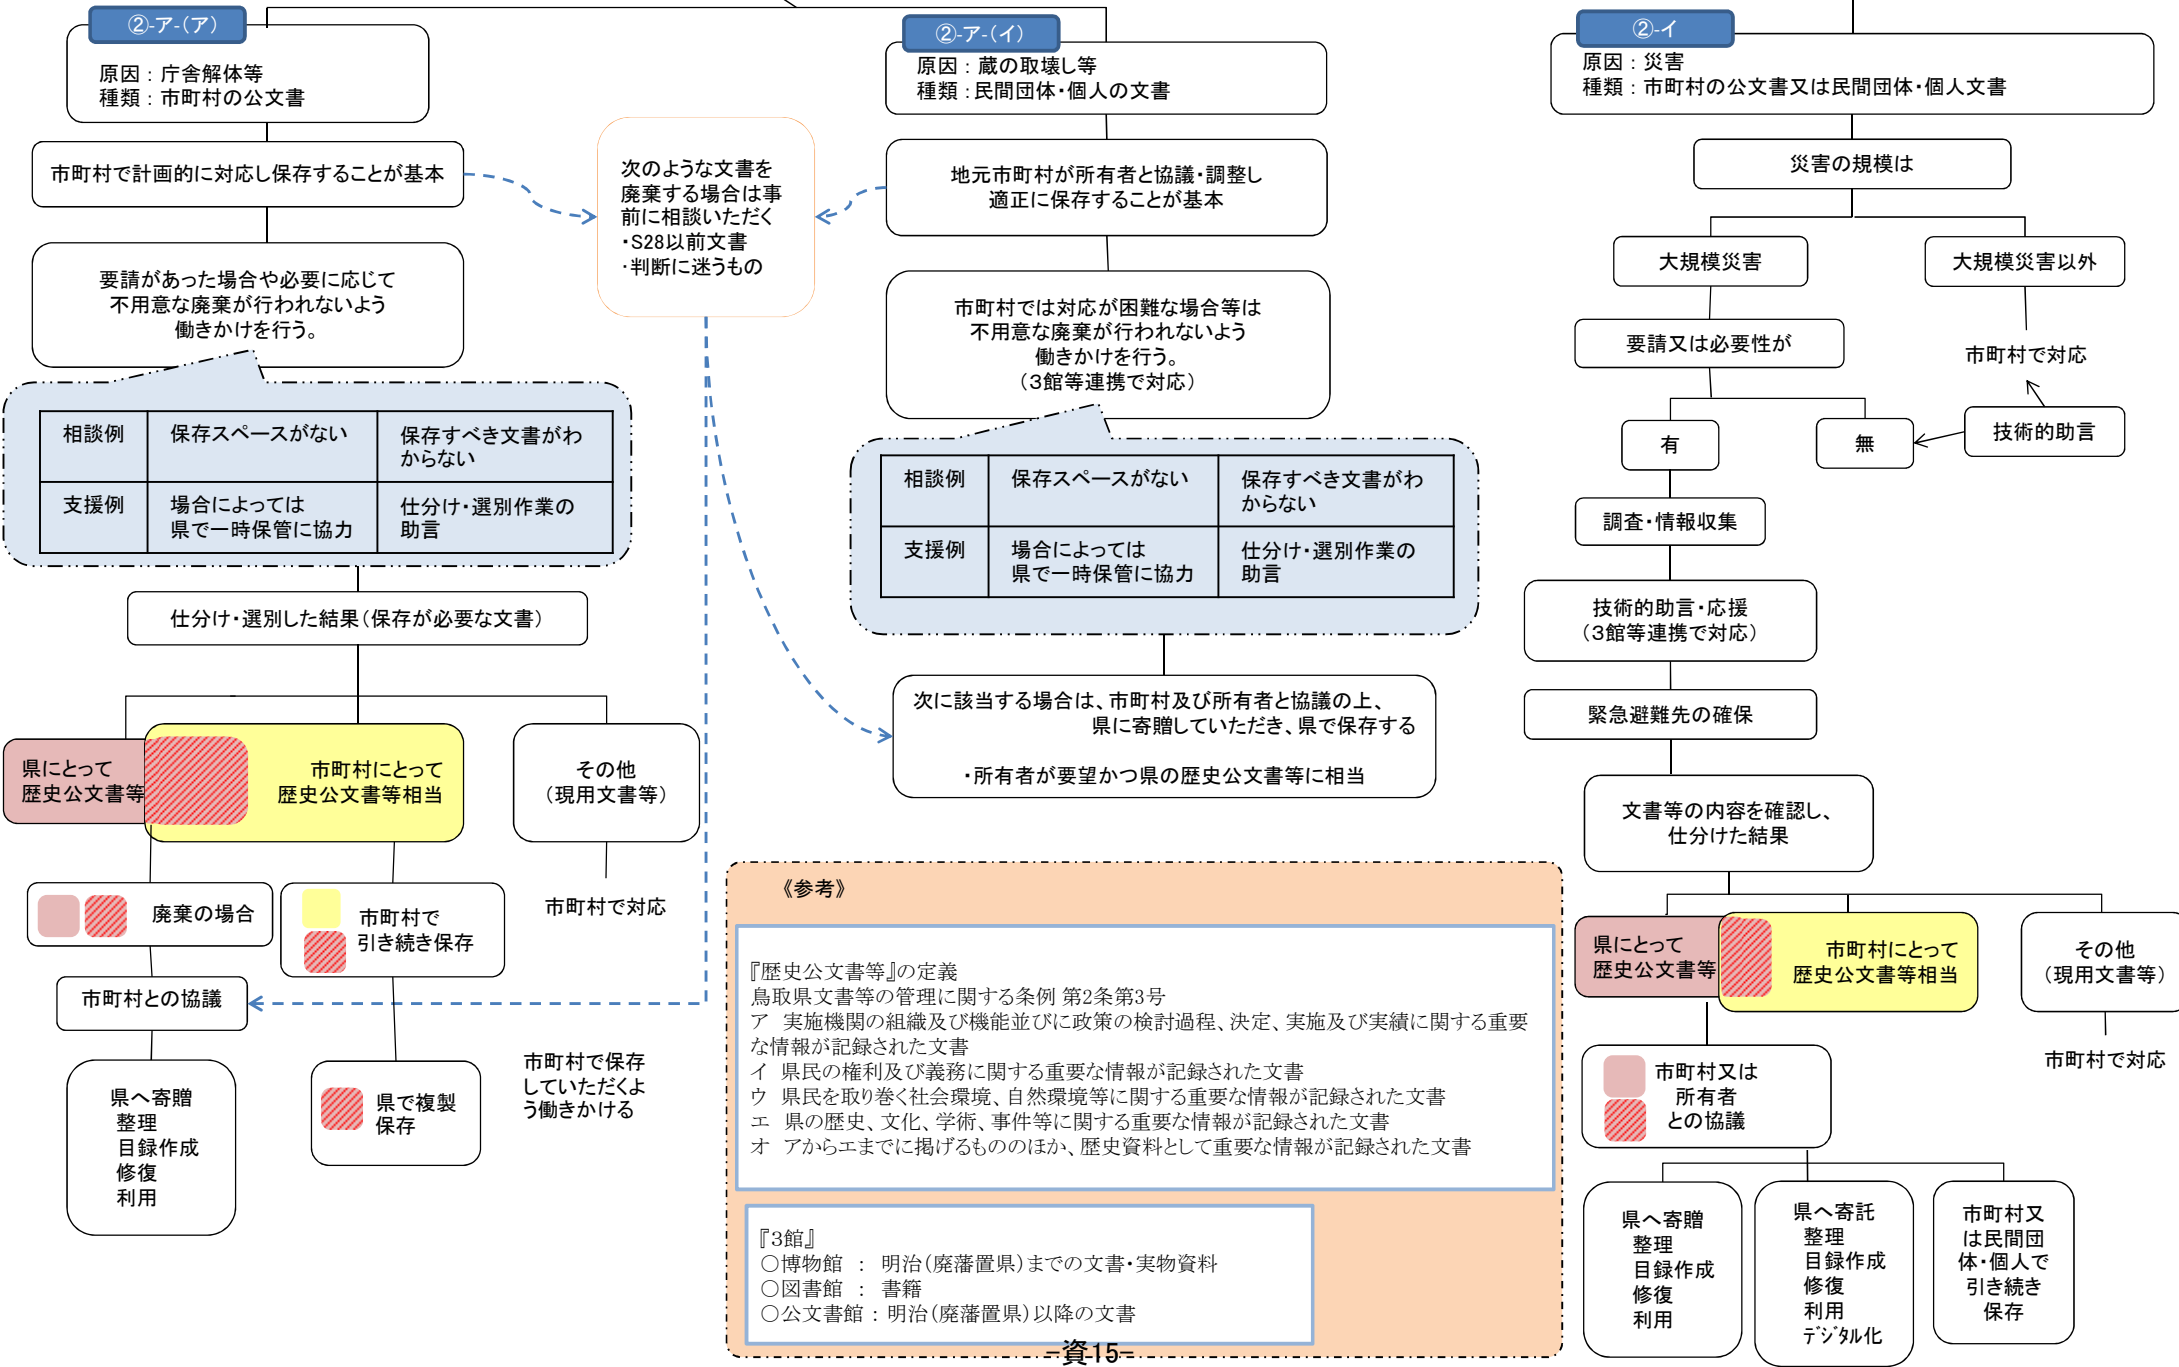 ②-ア-(ア)
原因：庁舎解体等
種類：市町村の公文書
市町村で計画的に対応し保存することが基本
要請があった場合や必要に応じて
不用意な廃棄が行われないよう
働きかけを行う。
相談例 保存スペースがない 保存すべき文書がわ
からない
支援例 場合によっては 仕分け・選別作業の
県で一時保管に協力 助言
仕分け・選別した結果（保存が必要な文書）
県にとって
歴史公文書等
市町村にとって
歴史公文書等相当
その他
（現用文書等）
廃棄の場合
市町村で
引き続き保存
市町村で対応
市町村との協議
県へ寄贈
整理
目録作成
修復
利用
県で複製
保存
市町村で保存
していただくよ
う働きかける
次のような文書を
廃棄する場合は事
前に相談いただく
・S28以前文書
・判断に迷うもの
②-ア-(イ)
原因：蔵の取壊し等
種類：民間団体・個人の文書
地元市町村が所有者と協議・調整し
適正に保存することが基本
市町村では対応が困難な場合等は
不用意な廃棄が行われないよう
働きかけを行う。
（３館等連携で対応）
相談例 保存スペースがない 保存すべき文書がわ
からない
支援例 場合によっては 仕分け・選別作業の
県で一時保管に協力 助言
次に該当する場合は、市町村及び所有者と協議の上、
県に寄贈していただき、県で保存する
・所有者が要望かつ県の歴史公文書等に相当
《参考》
『歴史公文書等』の定義
鳥取県文書等の管理に関する条例 第2条第3号
ア　実施機関の組織及び機能並びに政策の検討過程、決定、実施及び実績に関する重要
な情報が記録された文書
イ　県民の権利及び義務に関する重要な情報が記録された文書
ウ　県民を取り巻く社会環境、自然環境等に関する重要な情報が記録された文書
エ　県の歴史、文化、学術、事件等に関する重要な情報が記録された文書
オ　アからエまでに掲げるもののほか、歴史資料として重要な情報が記録された文書
『3館』
○博物館　：　明治（廃藩置県）までの文書・実物資料
○図書館　：　書籍
○公文書館：明治（廃藩置県）以降の文書
②-イ
原因：災害
種類：市町村の公文書又は民間団体・個人文書
災害の規模は
大規模災害
大規模災害以外
要請又は必要性が
市町村で対応
有
無
技術的助言
調査・情報収集
技術的助言・応援
（３館等連携で対応）
緊急避難先の確保
文書等の内容を確認し、
仕分けた結果
県にとって
歴史公文書等
市町村にとって
歴史公文書等相当
その他
（現用文書等）
市町村で対応
市町村又は
所有者
との協議
県へ寄贈
整理
目録作成
修復
利用
県へ寄託
整理
目録作成
修復
利用
ﾃﾞｼﾞﾀﾙ化
市町村又
は民間団
体・個人で
引き続き
保存
-資15-